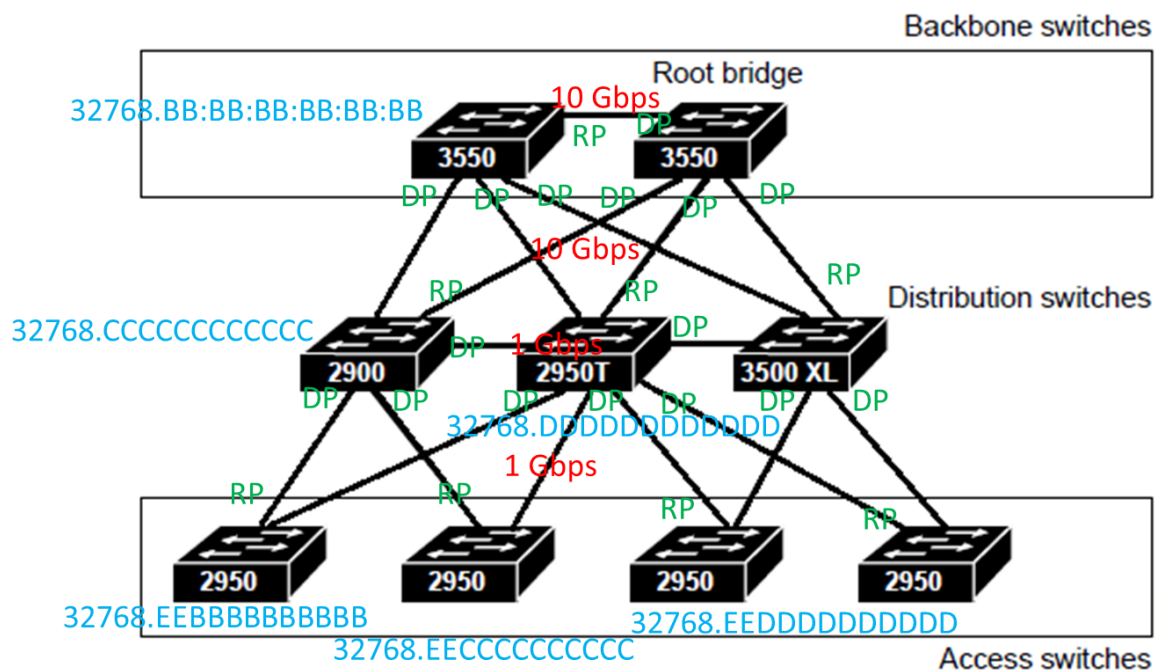 Backbone switches
Root bridge
32768.BB:BB:BB:BB:BB:BB
10 Gbps
RP
DP
3550
3550
DP
DP
DP
DP
DP
DP
10 Gbps
RP
RP
RP
Distribution switches
32768.CCCCCCCCCCCC
DP
1 Gbps
DP
2900
2950T
3500 XL
DP
DP
DP
DP
DP
DP
DP
32768.DDDDDDDDDDDD
1 Gbps
RP
RP
RP
RP
2950
2950
2950
2950
32768.EEBBBBBBBBBB
32768.EECCCCCCCCCC
32768.EEDDDDDDDDDD
Access switches